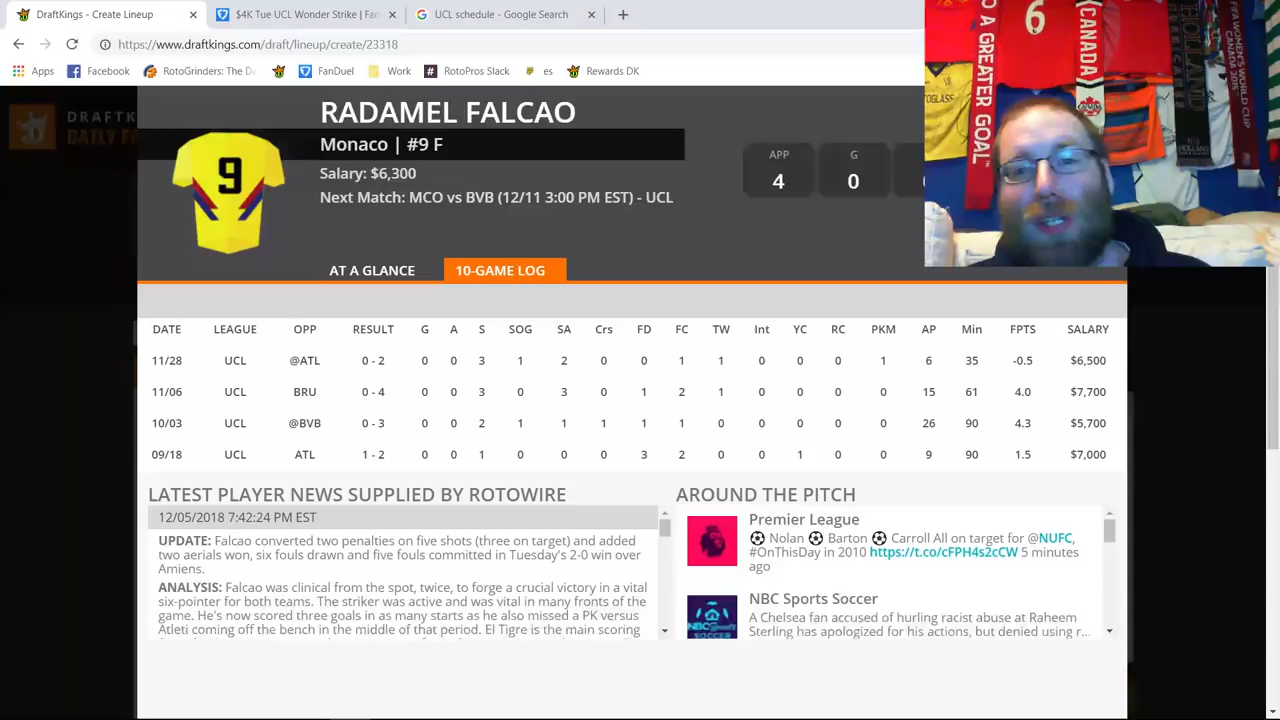 DraftKings - Create Lineup
$4K Tue UCL Wonder Strike | Fan
UCL schedule - Google Search
https://www.draftkings.com/draft/lineup/create/233
Apps
Facebook
RotoGrinders: The Da
FanDuel
Work
RotoPros Slack
es
Rewards DK
DRAFTK
DAILY FA
RADAMEL FALCAO
Monaco | #9 F
Salary: $6,300
Next Match: MCO vs BVB (12/11 3:00 PM EST) - UCL
9
APP
4
G
0
O A GREATER GOAL
6
CANADA
HOLLAND
FIFA WOMEN'S WORLD CUP
AT A GLANCE
10-GAME LOG
DATE LEAGUE OPP RESULT G A S SOG SA Crs FD FC TW Int YC RC PKM AP Min FPTS SALARY
11/28 UCL @ATL 0 - 2 0 0 3 1 2 0 0 1 1 0 0 0 1 6 35 -0.5 $6,500
11/06 UCL BRU 0 - 4 0 0 3 0 3 0 1 2 1 0 0 0 0 15 61 4.0 $7,700
10/03 UCL @BVB 0 - 3 0 0 2 1 1 1 1 1 0 0 0 0 0 26 90 4.3 $5,700
09/18 UCL ATL 1 - 2 0 0 1 0 0 0 3 2 0 0 1 0 0 9 90 1.5 $7,000
LATEST PLAYER NEWS SUPPLIED BY ROTOWIRE
12/05/2018 7:42:24 PM EST
UPDATE: Falcao converted two penalties on five shots (three on target) and added
two aerials won, six fouls drawn and five fouls committed in Tuesday's 2-0 win over
Amiens.
ANALYSIS: Falcao was clinical from the spot, twice, to forge a crucial victory in a vital
six-pointer for both teams. The striker was active and was vital in many fronts of the
game. He's now scored three goals in as many starts as he also missed a PK versus
Atleti coming off the bench in the middle of that period. El Tigre is the main scoring
AROUND THE PITCH
Premier League
⚽ Nolan ⚽ Barton ⚽ Carroll All on target for @NUFC,
#OnThisDay in 2010 https://t.co/cFPH4s2cCW 5 minutes
ago
NBC Sports Soccer
A Chelsea fan accused of hurling racist abuse at Raheem
Sterling has apologized for his actions, but denied using r...